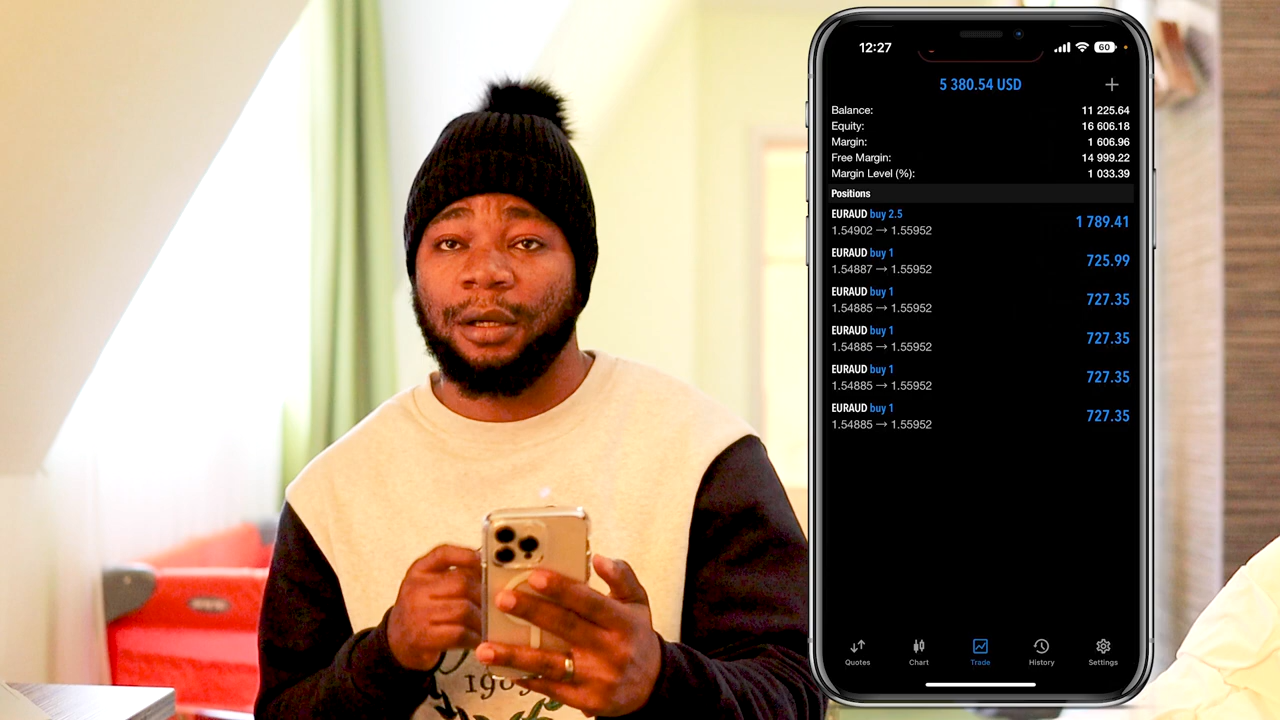 12:27
60
5 380.54 USD
Balance: 11 225.64
Equity: 16 606.18
Margin: 1 606.96
Free Margin: 14 999.22
Margin Level (%): 1 033.39
Positions
EURAUD buy 2.5
1.54902 → 1.55952 1 789.41
EURAUD buy 1
1.54887 → 1.55952 725.99
EURAUD buy 1
1.54885 → 1.55952 727.35
EURAUD buy 1
1.54885 → 1.55952 727.35
EURAUD buy 1
1.54885 → 1.55952 727.35
EURAUD buy 1
1.54885 → 1.55952 727.35
Quotes Chart Trade History Settings